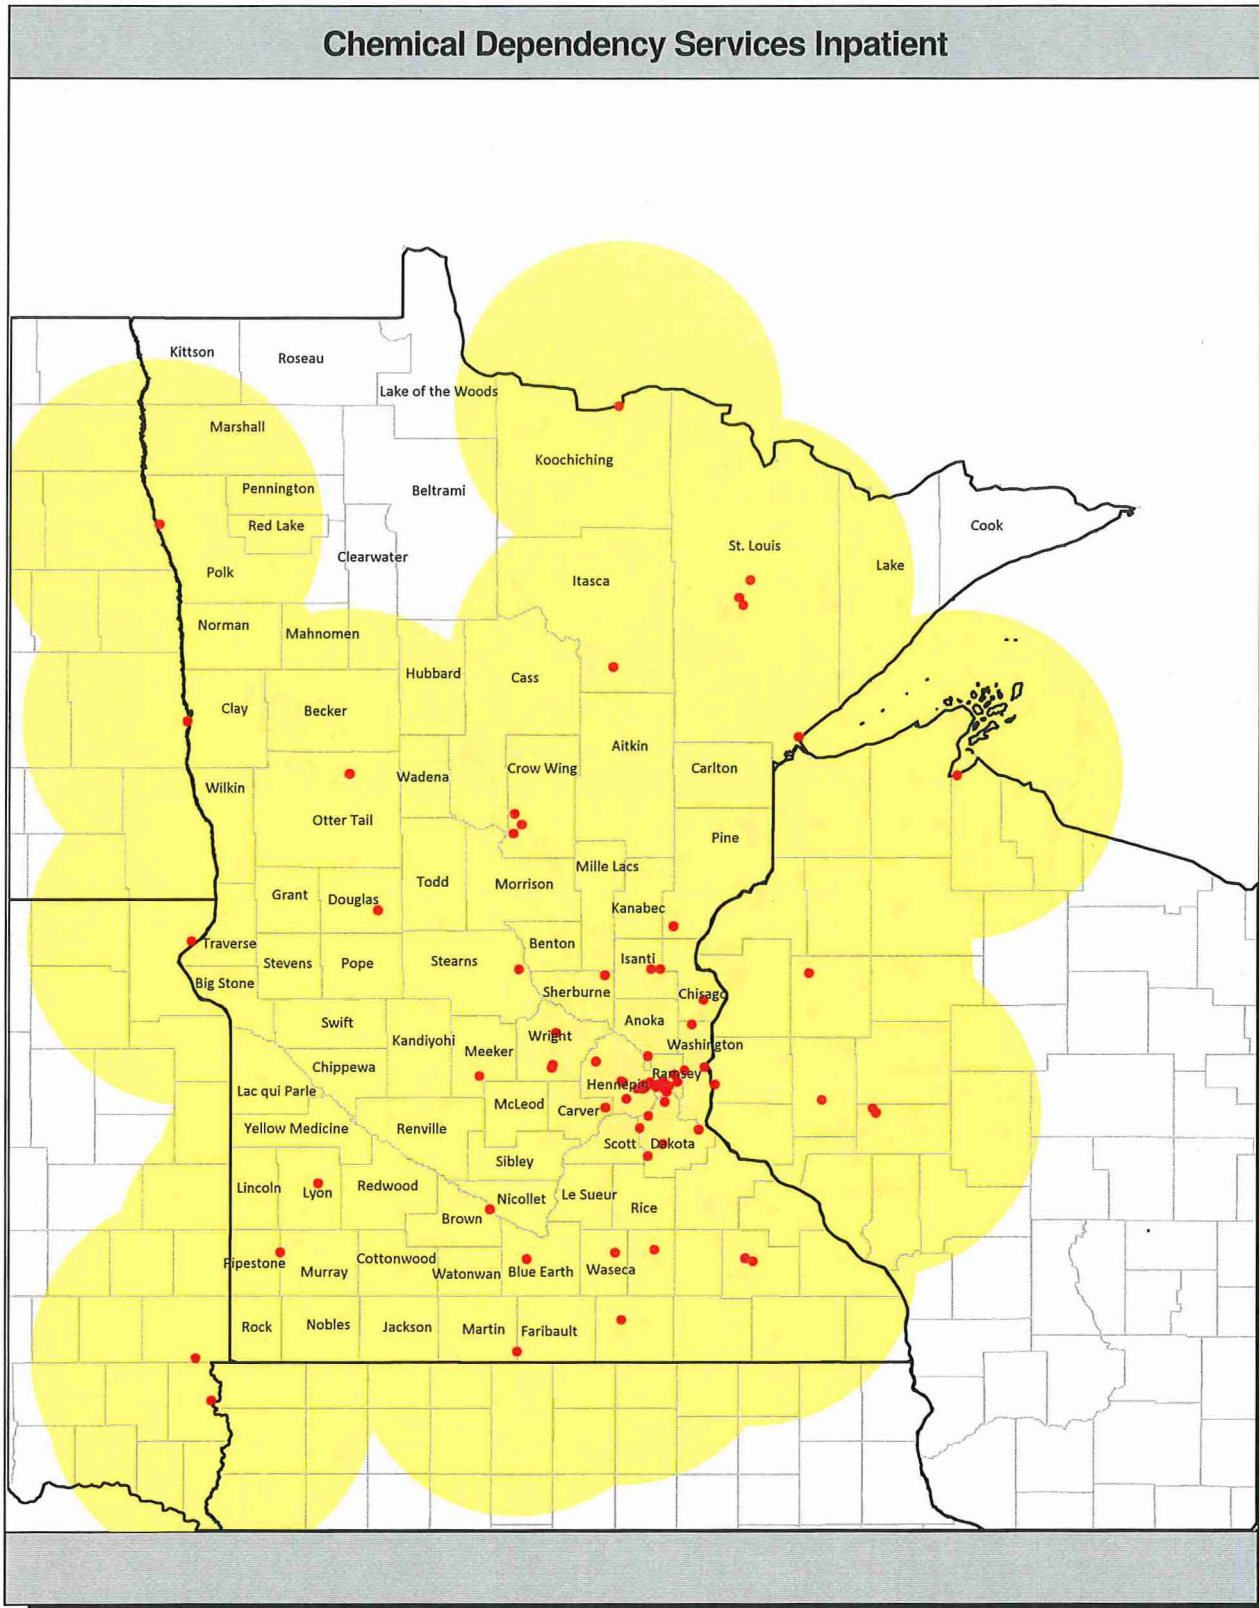 Chemical Dependency Services Inpatient
Kittson
Roseau
Lake of the Woods
Marshall
Koochiching
Pennington
Beltrami
Red Lake
Cook
St. Louis
Clearwater
Lake
Polk
Itasca
Norman
Mahnomen
Hubbard
Cass
Clay
Becker
Aitkin
Crow Wing
Carlton
Wadena
Wilkin
Otter Tail
Pine
Mille Lacs
Todd
Morrison
Grant
Douglas
Kanabec
Traverse
Benton
Isanti
Stevens
Pope
Stearns
Big Stone
Sherburne
Chisago
Swift
Anoka
Kandiyohi
Wright
Meeker
Washington
Chippewa
Ramsey
Hennepin
Lac qui Parle
McLeod
Carver
Yellow Medicine
Renville
Scott
Dakota
Sibley
Lincoln
Lyon
Redwood
Nicollet
Le Sueur
Rice
Brown
Pipestone
Murray
Cottonwood
Watonwan
Blue Earth
Waseca
Rock
Nobles
Jackson
Martin
Faribault